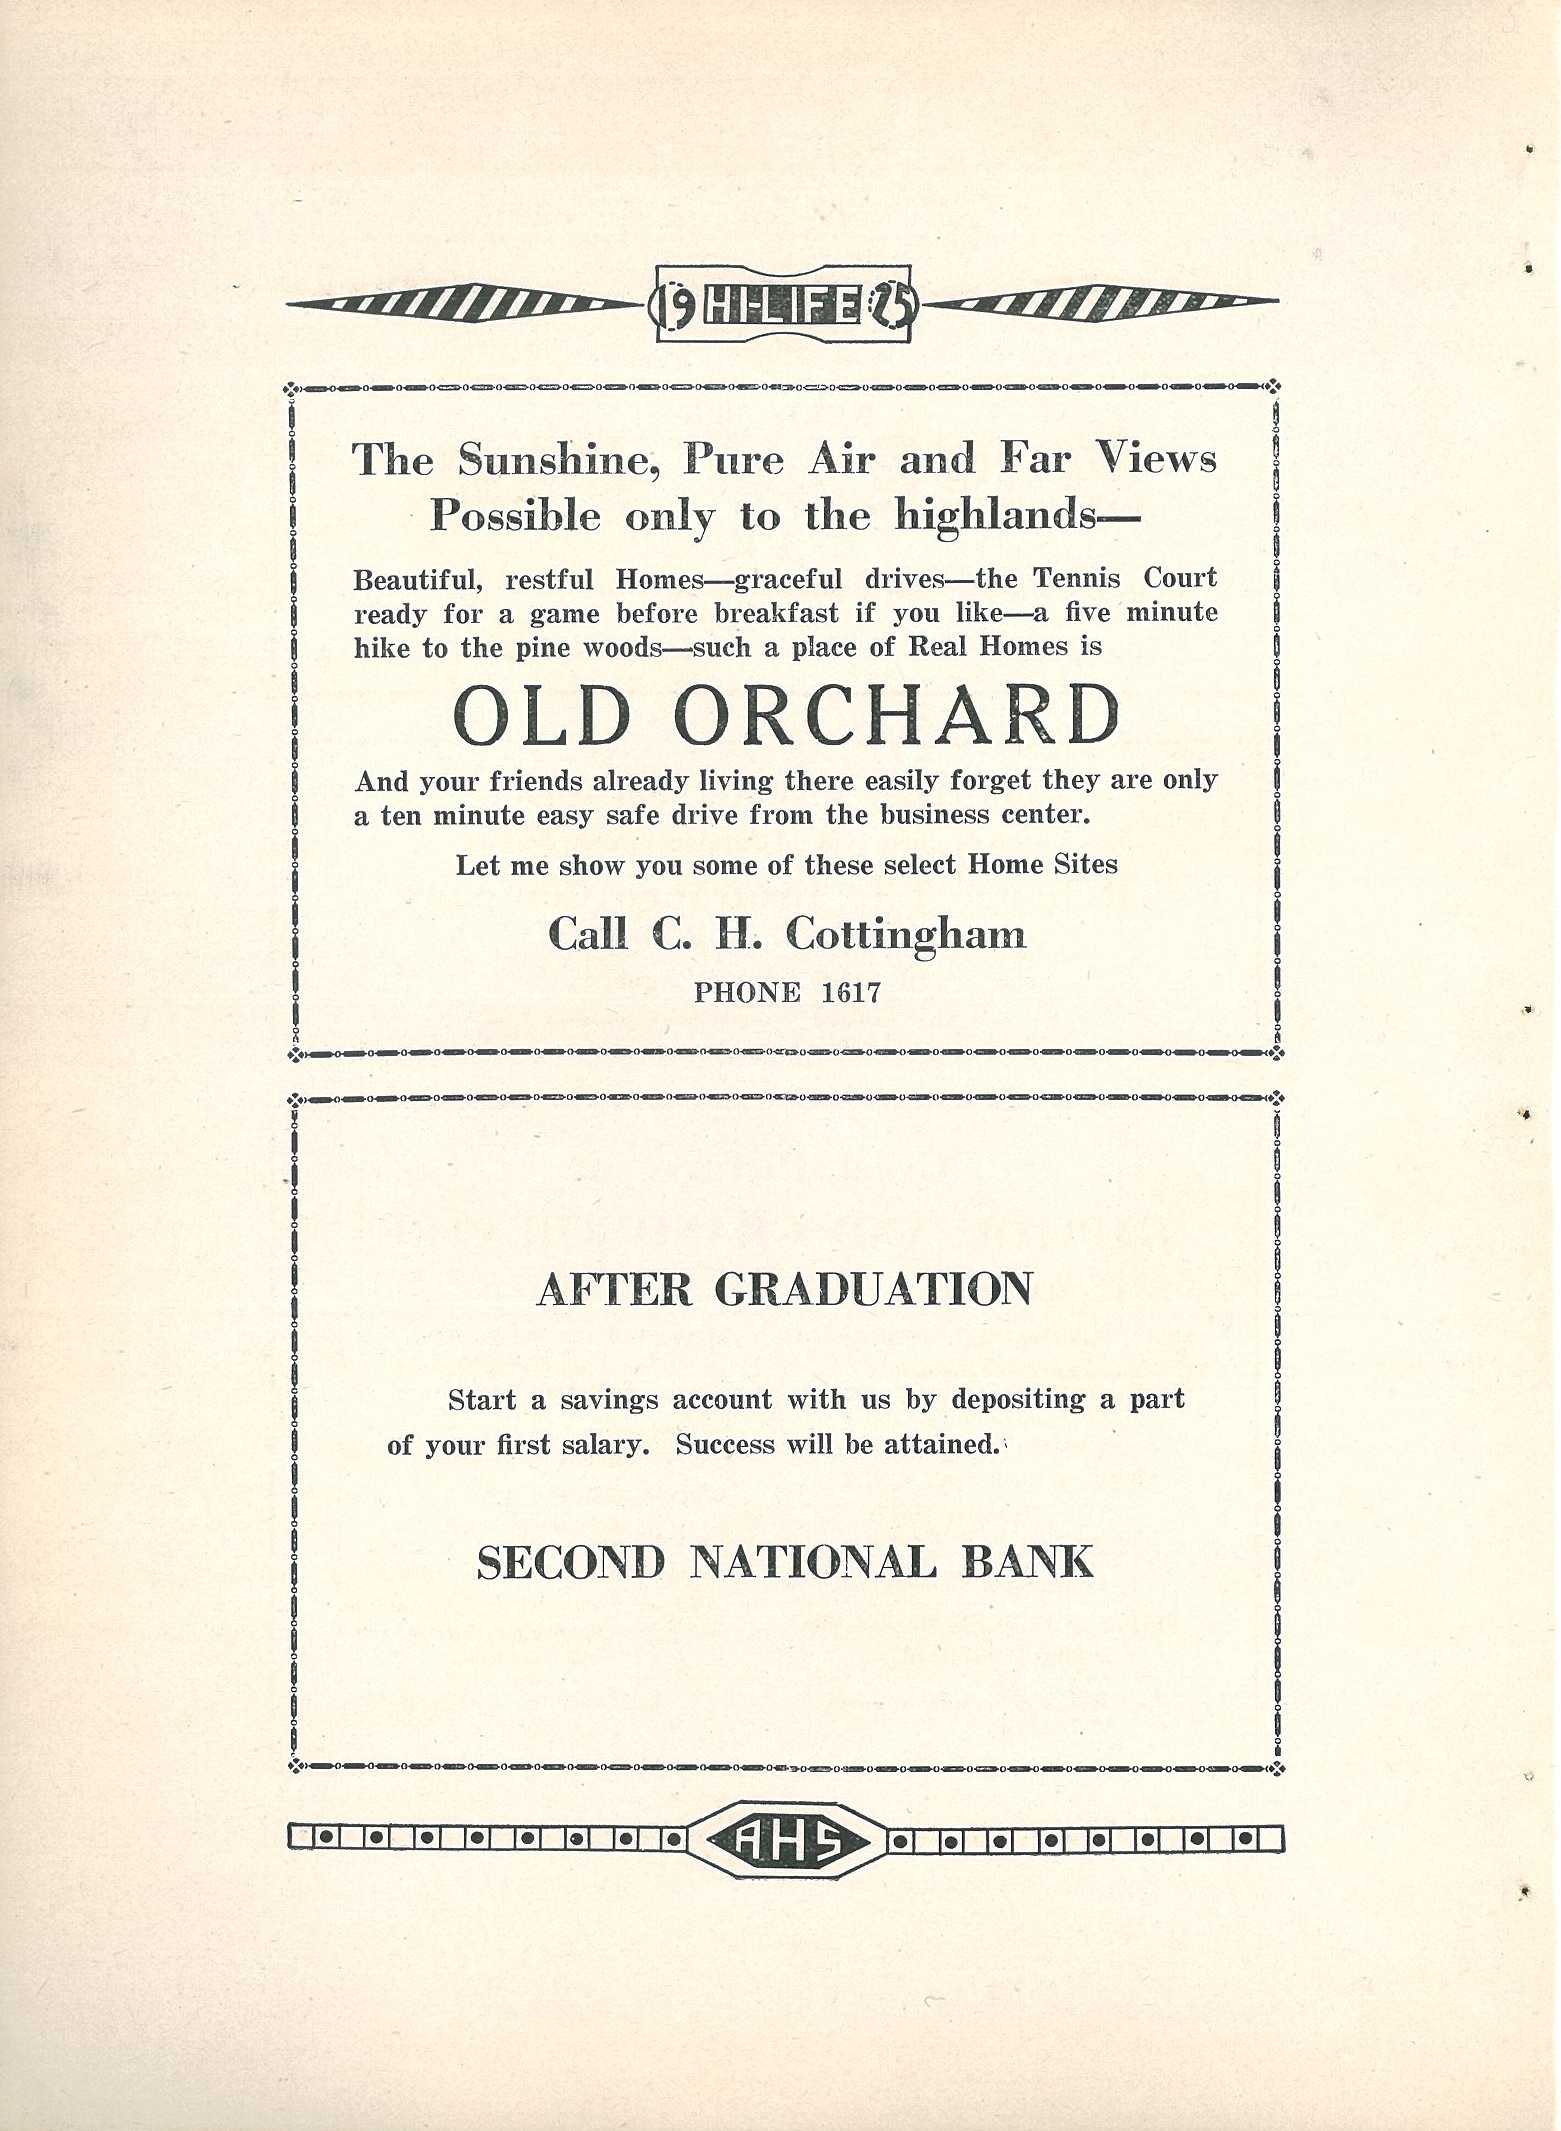 19 HI-LIFE 25
The Sunshine, Pure Air and Far Views
Possible only to the highlands—
Beautiful, restful Homes—graceful drives—the Tennis Court
ready for a game before breakfast if you like—a five minute
hike to the pine woods—such a place of Real Homes is
OLD ORCHARD
And your friends already living there easily forget they are only
a ten minute easy safe drive from the business center.
Let me show you some of these select Home Sites
Call C. H. Cottingham
PHONE 1617
AFTER GRADUATION
Start a savings account with us by depositing a part
of your first salary. Success will be attained.
SECOND NATIONAL BANK
AHS